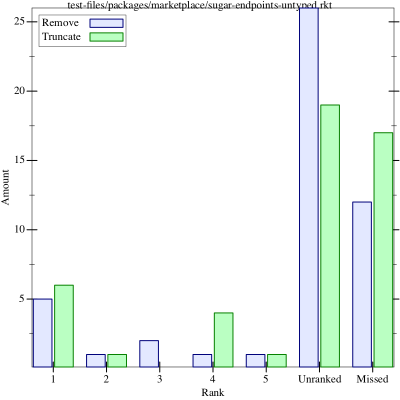 test-files/packages/marketplace/sugar-endpoints-untyped.rkt
Remove
Truncate
25
20
15
10
5
Amount
1 2 3 4 5 Unranked Missed
Rank